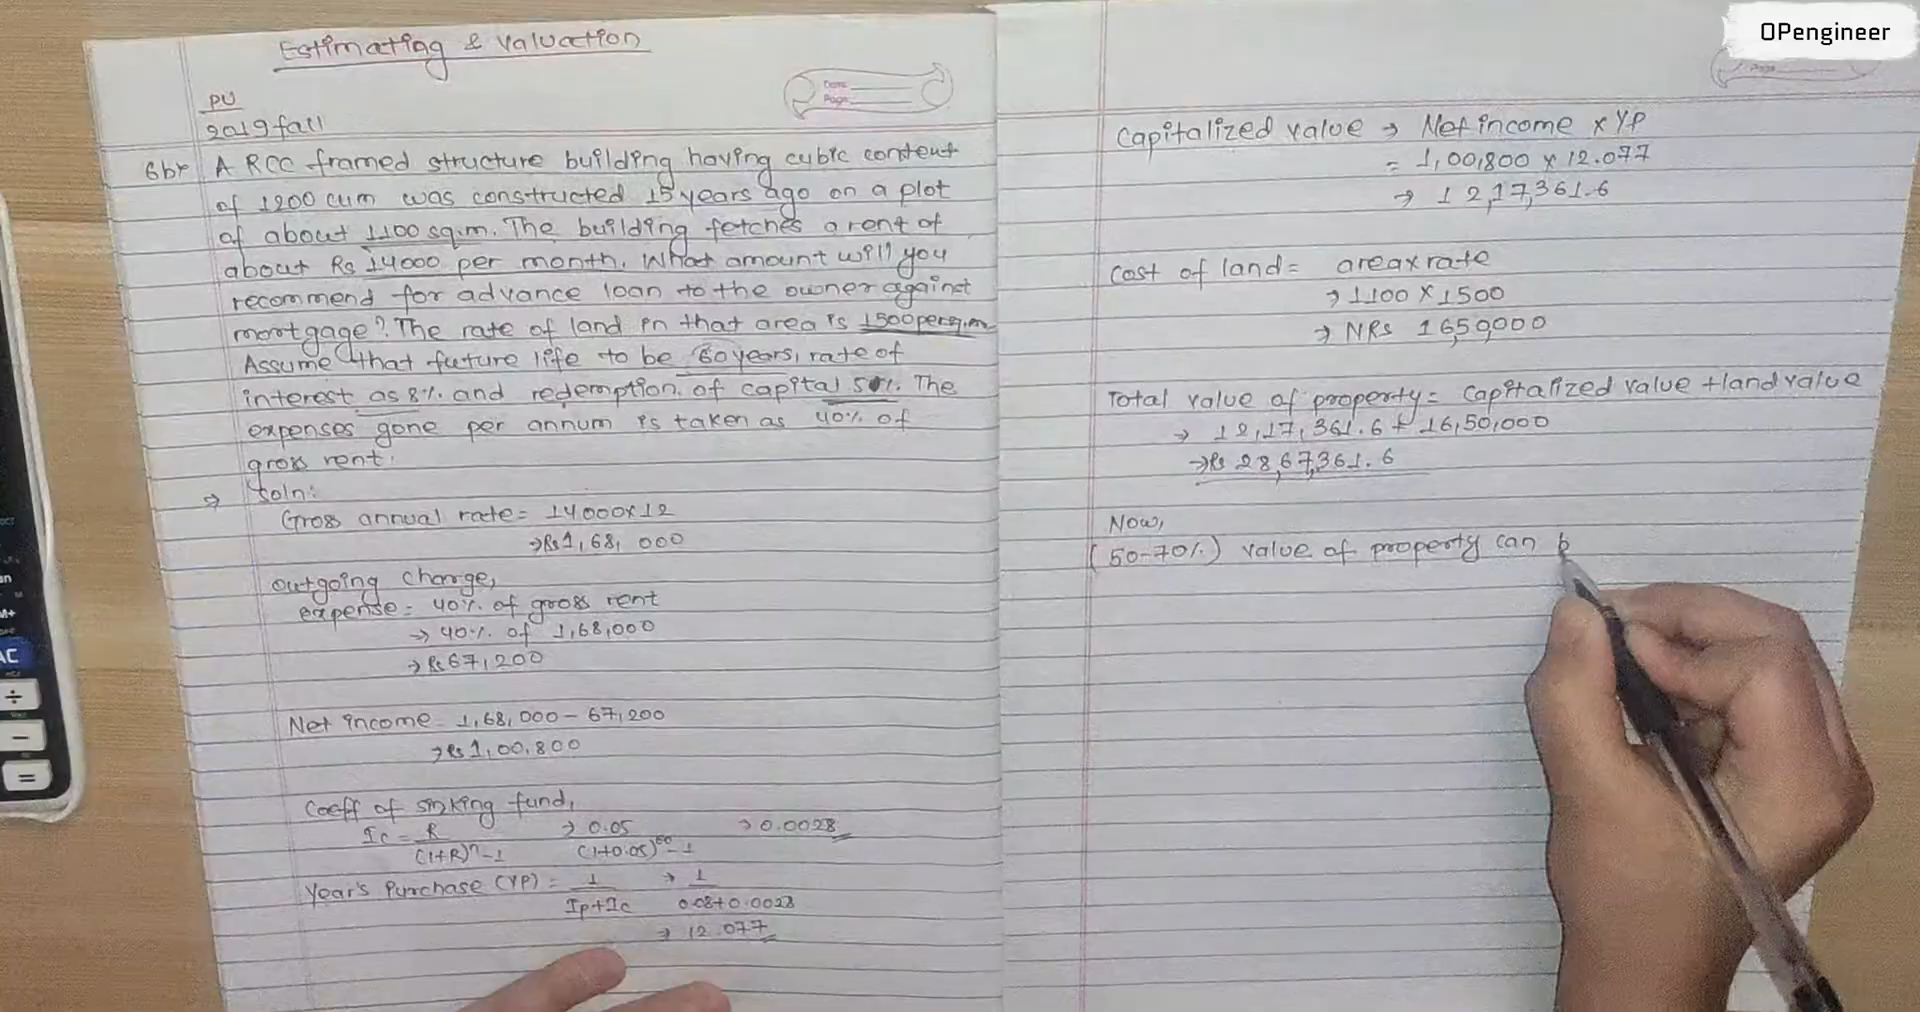 OPengineer
Estimating & Valuation
Date:
Page:
PU
2019 fall
6b) A RCC framed structure building having cubic content
of 1200 cum was constructed 15 years ago on a plot
of about 1100 sq.m. The building fetches a rent of
about Rs 14000 per month. What amount will you
recommend for advance loan to the owner against
mortgage? The rate of land in that area is 1500 per sq.m
Assume that future life to be 60 years, rate of
interest as 8% and redemption of capital 5%. The
expenses gone per annum is taken as 40% of
gross rent.
⇒ Soln:
Gross annual rate = 14000x12
→Rs 1,68,000
Outgoing charge,
expense = 40% of gross rent
→ 40% of 1,68,000
→ Rs 67,200
Net income = 1,68,000 - 67,200
→ Rs 1,00,800
Coeff of sinking fund,
Ic = R / (1+R)^n - 1 → 0.05 / (1+0.05)^60 - 1 → 0.0028
Year's Purchase (YP) = 1 / Ip+Ic → 1 / 0.08+0.0028
→ 12.077
Page
Capitalized value → Net income x YP
= 1,00,800 x 12.077
→ 12,17,361.6
Cost of land = area x rate
→ 1100 x 1500
→ NRs 1650,000
Total value of property = Capitalized value + land value
→ 12,17,361.6 + 16,50,000
→Rs 28,67,361.6
Now,
(50-70%) value of property can b
AC
÷
−
=
M+